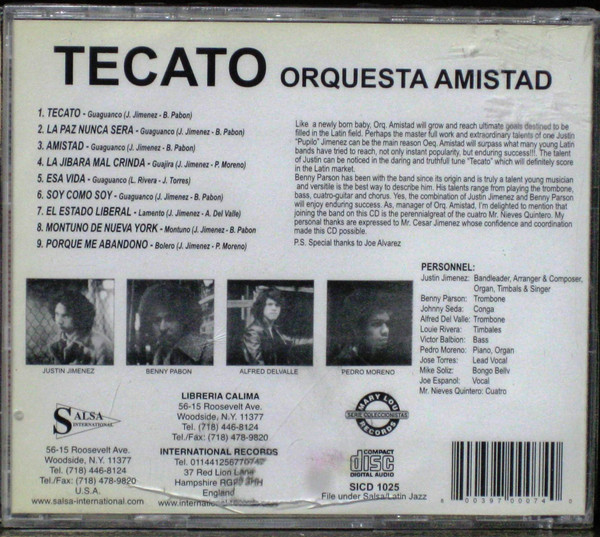 TECATO ORQUESTA AMISTAD
1. TECATO - Guaguanco (J. Jimenez - B. Pabon)
2. LA PAZ NUNCA SERA - Guaguanco (J. Jimenez - B. Pabon
3. AMISTAD - Guaguanco (J. Jimenez - B. Pabon)
4. LA JIBARA MAL CRINDA - Guajira (J. Jimenez - P. Moreno)
5. ESA VIDA - Guaguanco (L. Rivera - J. Torres)
6. SOY COMO SOY - Guaguanco (J. Jimenez - B. Pabon)
7. EL ESTADO LIBERAL - Lamento (J. Jimenez - A. Del Valle)
8. MONTUNO DE NUEVA YORK - Montuno (J. Jimenez - B. Pabon
9. PORQUE ME ABANDONO - Bolero (J. Jimenez - P. Moreno)
Like a newly born baby, Orq. Amistad will grow and reach ultimate goals destined to be
filled in the Latin field. Perhaps the master full work and extraordinary talents of one Justin
"Pupilo" Jimenez can be the main reason Oeq. Amistad will surpass what many young Latin
bands have tried to reach, not only instant popularity, but enduring success!!!. The talent
of Justin can be noticed in the daring and truthfull tune "Tecato" which will definitely score
in the Latin market.
Benny Parson has been with the band since its origin and is truly a talent young musician
and versitile is the best way to describe him. His talents range from playing the trombone,
bass, cuatro-guitar and chorus. Yes, the combination of Justin Jimenez and Benny Parson
will enjoy enduring success. As, manager of Orq. Amistad, I'm delighted to mention that
joining the band on this CD is the perennialgreat of the cuatro Mr. Nieves Quintero. My
personal thanks are expressed to Mr. Cesar Jimenez whose confidence and coordination
made this CD possible.
P.S. Special thanks to Joe Alvarez
PERSONNEL:
Justin Jimenez: Bandleader, Arranger & Composer,
Organ, Timbals & Singer
Benny Parson: Trombone
Johnny Seda: Conga
Alfred Del Valle: Trombone
Louie Rivera: Timbales
Victor Balbion: Bass
Pedro Moreno: Piano, Organ
Jose Torres: Lead Vocal
Mike Soliz: Bongo Bellv
Joe Espanol: Vocal
Mr. Nieves Quintero: Cuatro
JUSTIN JIMENEZ
BENNY PABON
ALFRED DELVALLE
PEDRO MORENO
SALSA
INTERNATIONAL
56-15 Roosevelt Ave.
Woodside, N.Y. 11377
Tel. (718) 446-8124
Tel./Fax: (718) 478-9820
U.S.A.
www.salsa-international.com
LIBRERIA CALIMA
56-15 Roosevelt Ave.
Woodside, N.Y. 11377
Tel. (718) 446-8124
Tel./Fax: (718) 478-9820
INTERNATIONAL RECORDS
Tel. 0114412567707
37 Red Lion Lane
Hampshire
England
www.salsa-international.com
MARY LOU
SERIE COLECCIONISTAS
RECORDS
COMPACT
disc
DIGITAL AUDIO
SICD 1025
File under Salsa/Latin Jazz